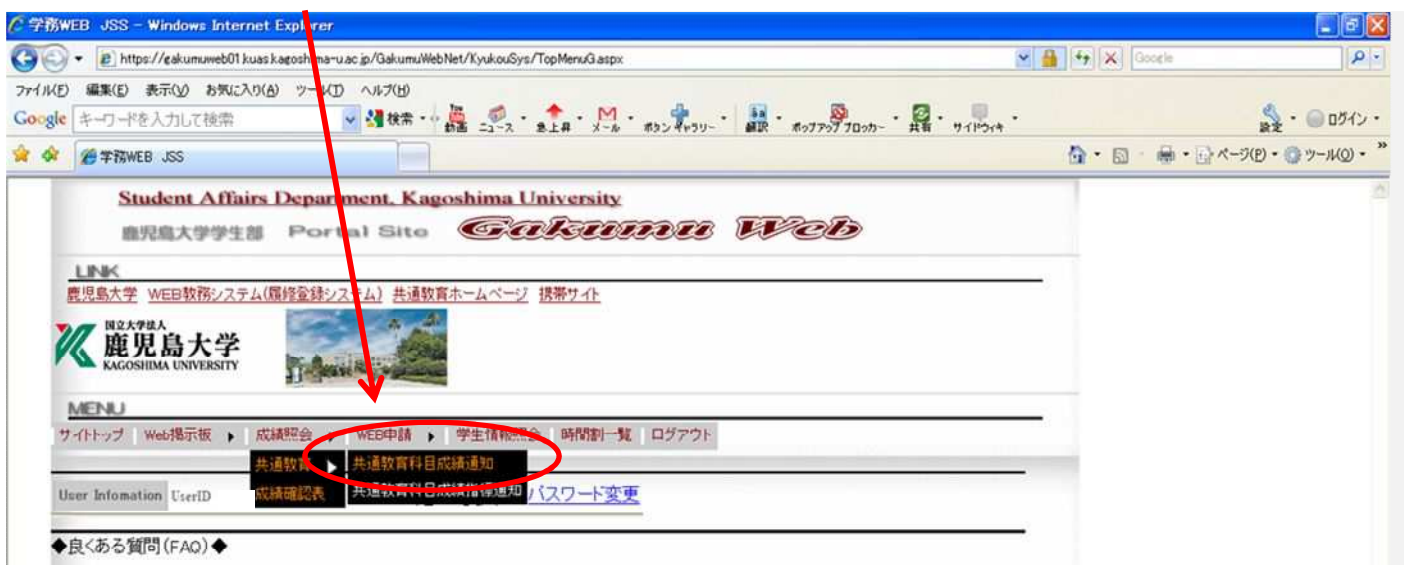 学務WEB JSS - Windows Internet Explorer
https://gakumuweb01.kuas.kagoshima-u.ac.jp/GakumuWebNet/KyukouSys/TopMenuG.aspx
Google
ファイル(F) 編集(E) 表示(V) お気に入り(A) ツール(T) ヘルプ(H)
Google キーワードを入力して検索 検索 動画 ニュース 急上昇 メール ボタン ギャラリー 翻訳 ポップアップ ブロッカー 共有 サイドウィキ 設定 ログイン
学務WEB JSS ページ(P) ツール(O) »
Student Affairs Department, Kagoshima University
鹿児島大学学生部 Portal Site Gakumu Web
LINK
鹿児島大学 WEB教務システム(履修登録システム) 共通教育ホームページ 携帯サイト
国立大学法人
鹿児島大学
KAGOSHIMA UNIVERSITY
MENU
サイトトップ Web掲示板 成績照会 WEB申請 学生情報照会 時間割一覧 ログアウト
共通教育 共通教育科目成績通知
成績確認表 共通教育科目成績指導通知
User Infomation UserID パスワード変更
◆良くある質問(FAQ)◆